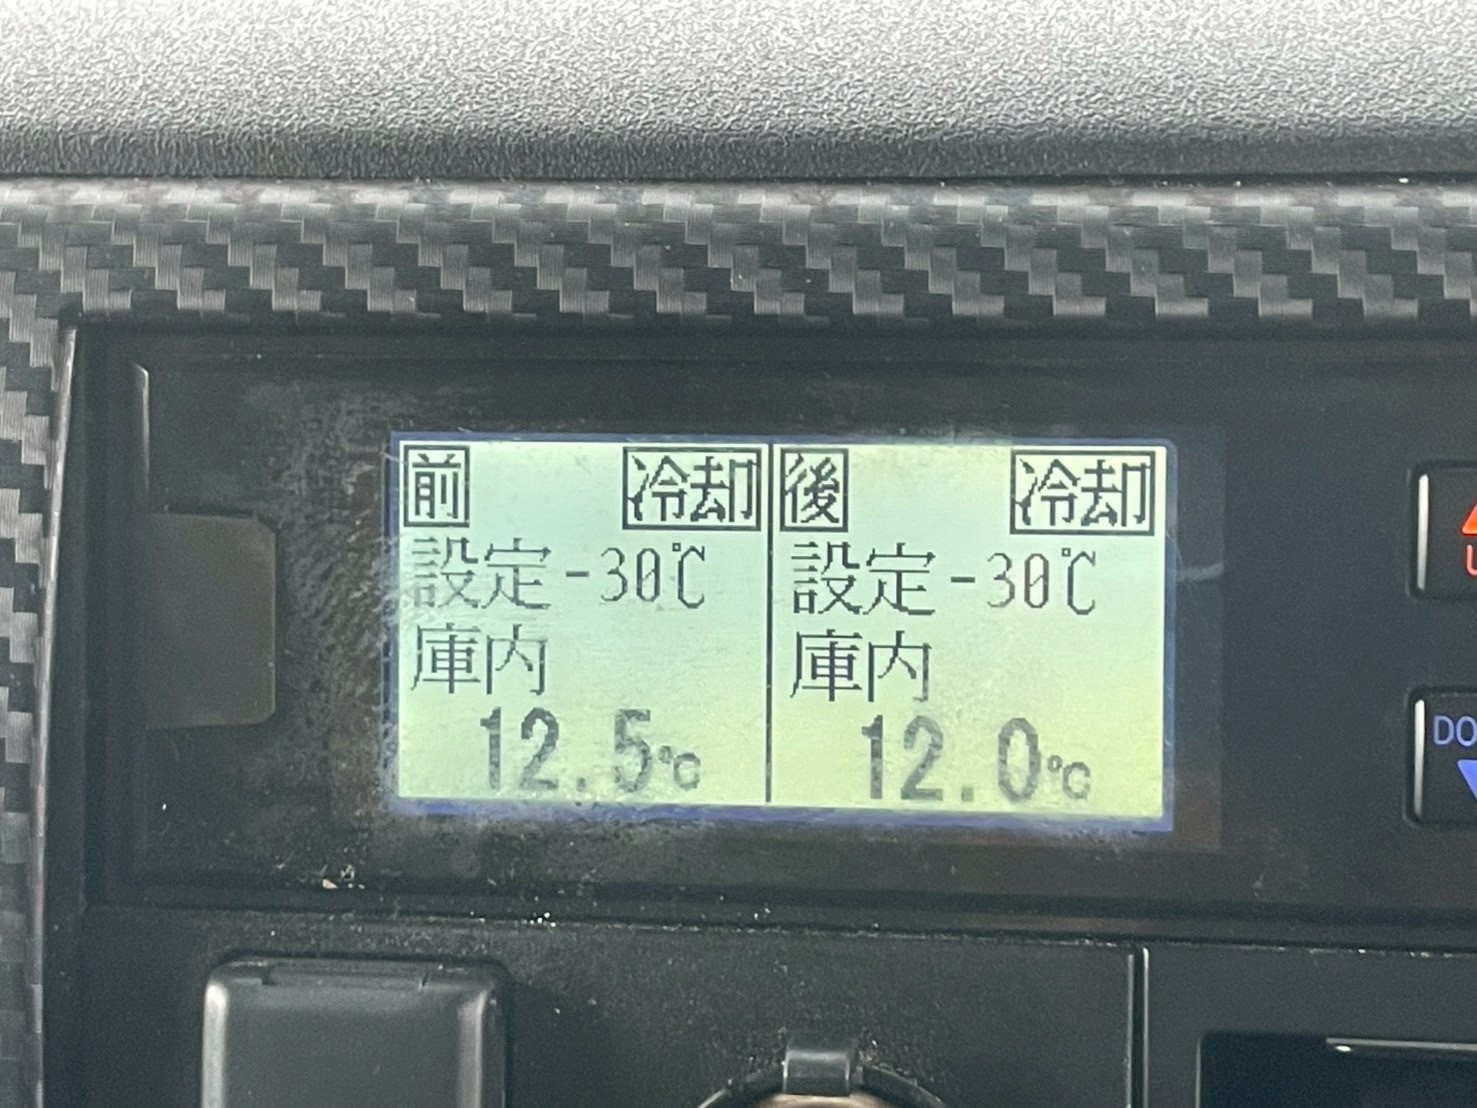 前 冷却
設定 -30℃
庫内
12.5℃
後 冷却
設定 -30℃
庫内
12.0℃